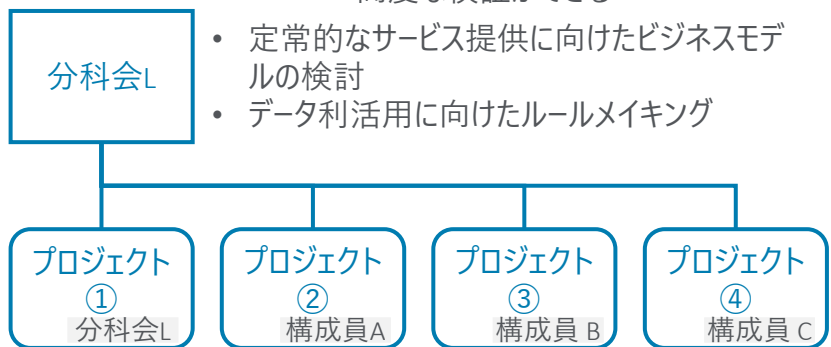 分科会L
• 定常的なサービス提供に向けたビジネスモデ
ルの検討
• データ利活用に向けたルールメイキング
プロジェクト
①
分科会L
プロジェクト
②
構成員A
プロジェクト
③
構成員 B
プロジェクト
④
構成員 C